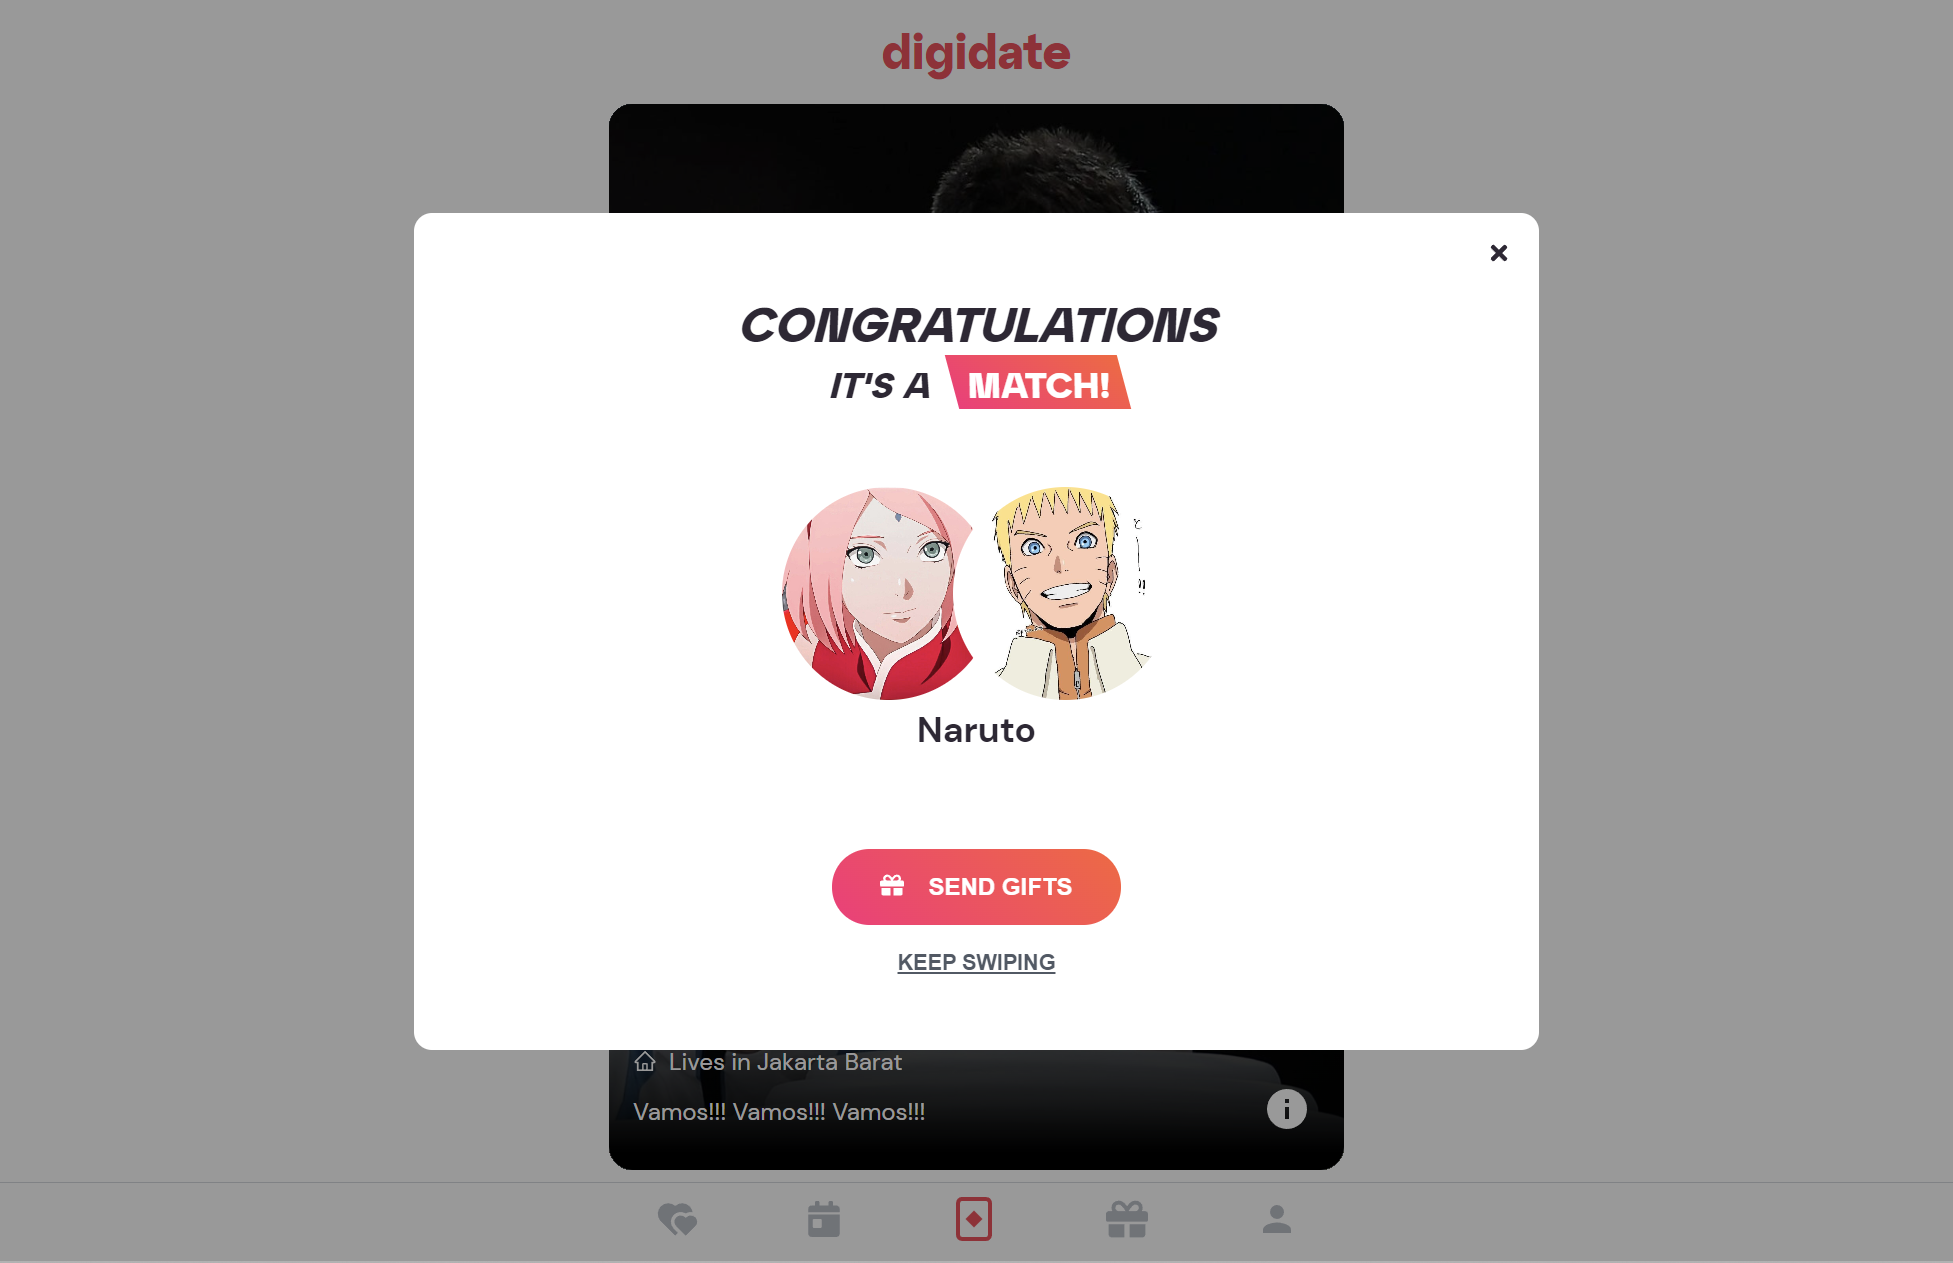 digidate
CONGRATULATIONS
IT'S A MATCH!
Naruto
SEND GIFTS
KEEP SWIPING
Lives in Jakarta Barat
Vamos!!! Vamos!!! Vamos!!!